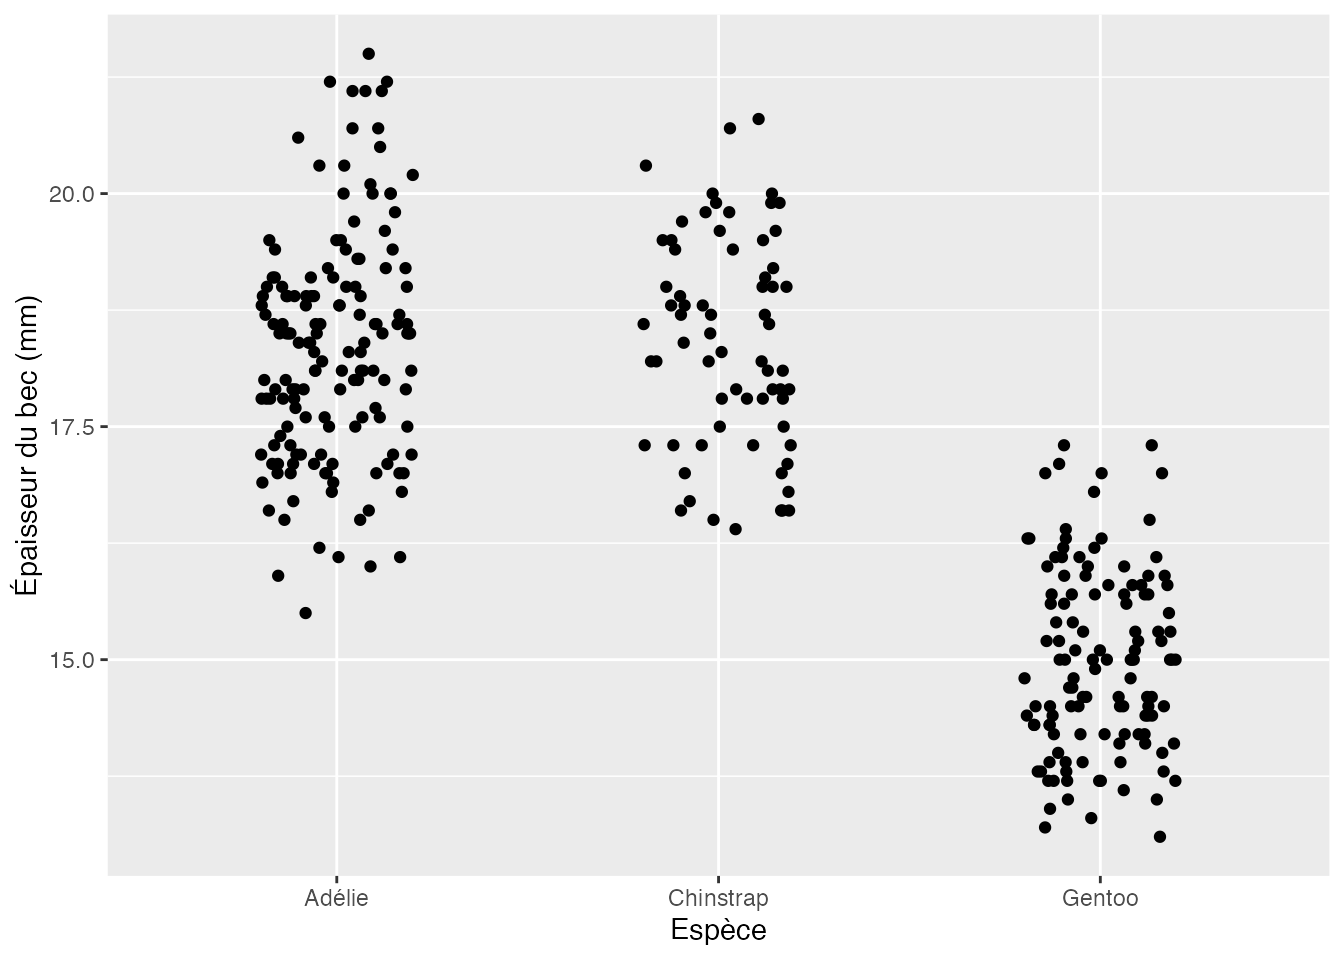 Épaisseur du bec (mm)
20.0
17.5
15.0
Adélie
Chinstrap
Gentoo
Espèce